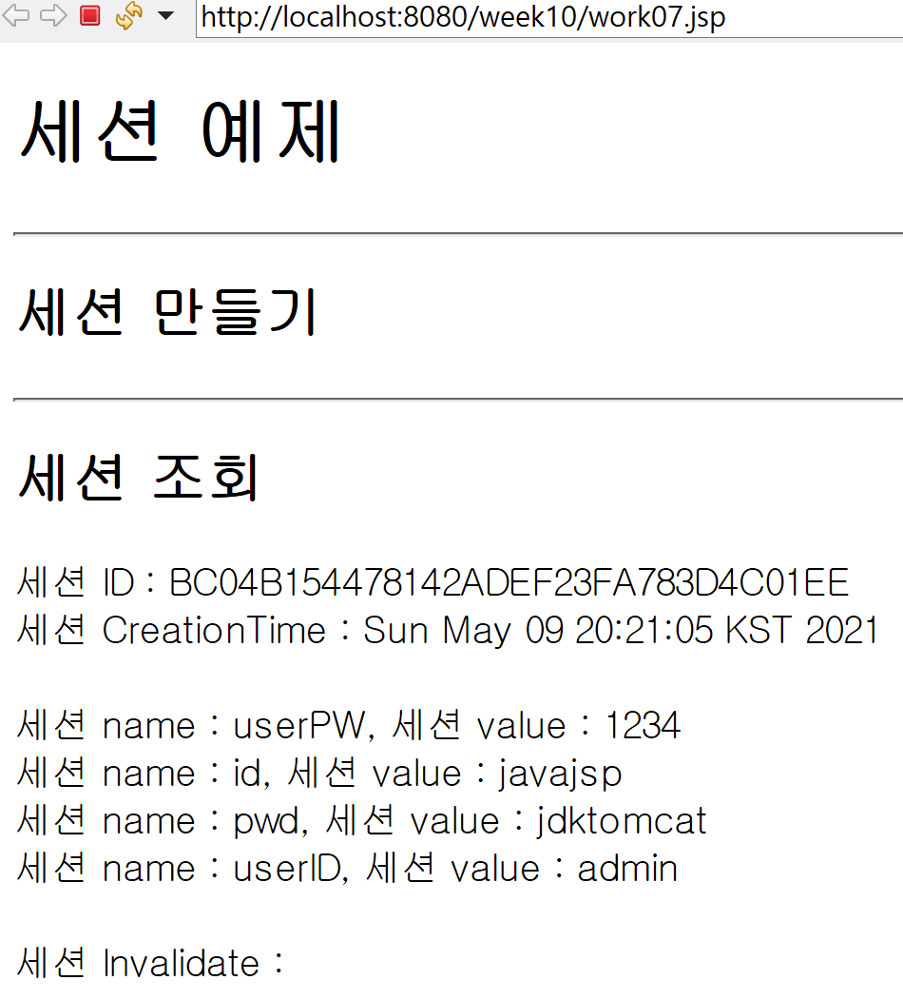 http://localhost:8080/week10/work07.jsp
세션 예제
세션 만들기
세션 조회
세션 ID : BC04B154478142ADEF23FA783D4C01EE
세션 CreationTime : Sun May 09 20:21:05 KST 2021
세션 name : userPW, 세션 value : 1234
세션 name : id, 세션 value : javajsp
세션 name : pwd, 세션 value : jdktomcat
세션 name : userID, 세션 value : admin
세션 Invalidate :